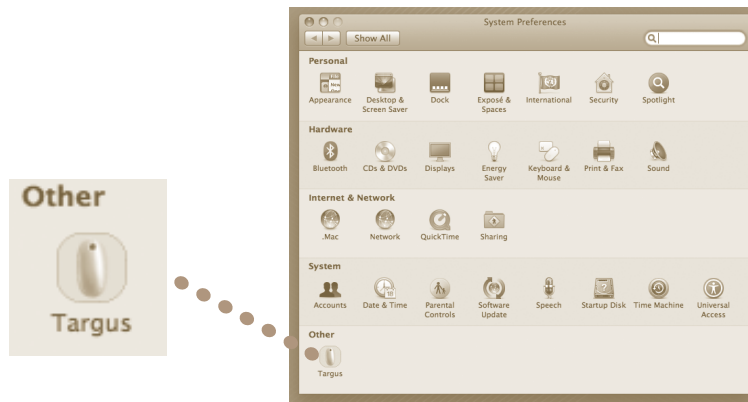 System Preferences
Show All
Personal
Appearance
Desktop &
Screen Saver
Dock
Exposé &
Spaces
International
Security
Spotlight
Hardware
Bluetooth
CDs & DVDs
Displays
Energy
Saver
Keyboard &
Mouse
Print & Fax
Sound
Internet & Network
.Mac
Network
QuickTime
Sharing
System
Accounts
Date & Time
Parental
Controls
Software
Update
Speech
Startup Disk
Time Machine
Universal
Access
Other
Targus
Other
Targus